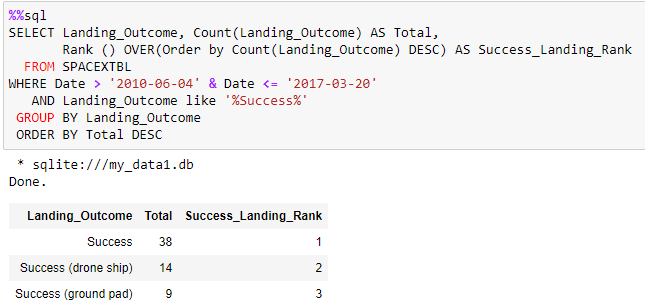 %%sql
SELECT Landing_Outcome, Count(Landing_Outcome) AS Total,
       Rank () OVER(Order by Count(Landing_Outcome) DESC) AS Success_Landing_Rank
  FROM SPACEXTBL
WHERE Date > '2010-06-04' & Date <= '2017-03-20'
   AND Landing_Outcome like '%Success%'
 GROUP BY Landing_Outcome
 ORDER BY Total DESC
 * sqlite:///my_data1.db
Done.
Landing_Outcome Total Success_Landing_Rank
Success 38 1
Success (drone ship) 14 2
Success (ground pad) 9 3